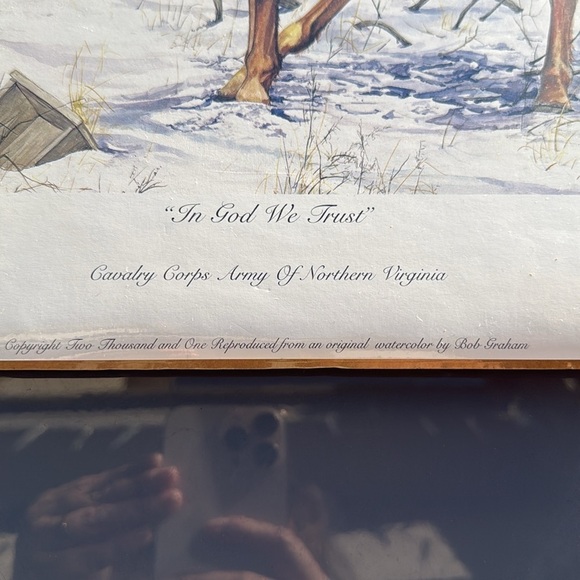 “In God We Trust”
Cavalry Corps Army Of Northern Virginia
Copyright Two Thousand and One Reproduced from an original watercolor by Bob Graham